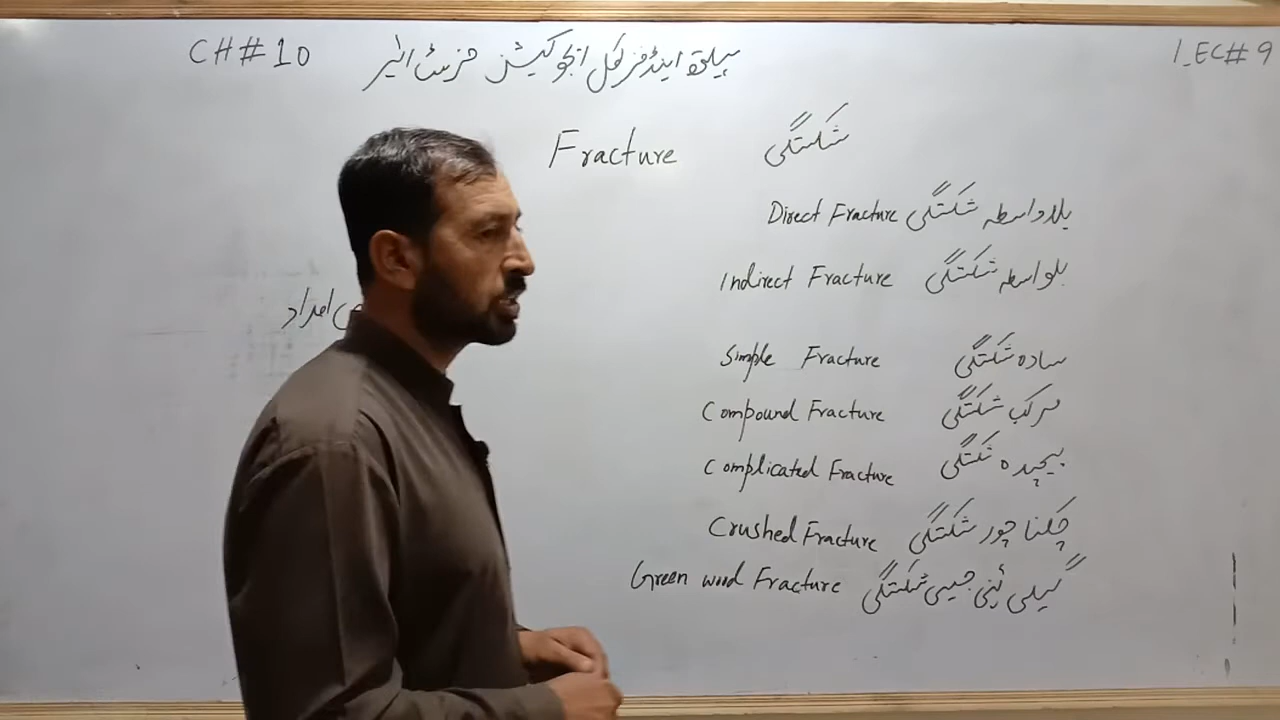 CH# 10 ہیلتھ اینڈ فزیکل ایجوکیشن فرسٹ ائیر LEC# 9
Fracture شکستگی
Direct Fracture بلاواسطہ شکستگی
Indirect Fracture بلواسطہ شکستگی
امداد
Simple Fracture سادہ شکستگی
Compound Fracture مرکب شکستگی
Complicated Fracture پیچیدہ شکستگی
Crushed Fracture چکنا چور شکستگی
Green wood Fracture گیلی ٹہنی جیسی شکستگی